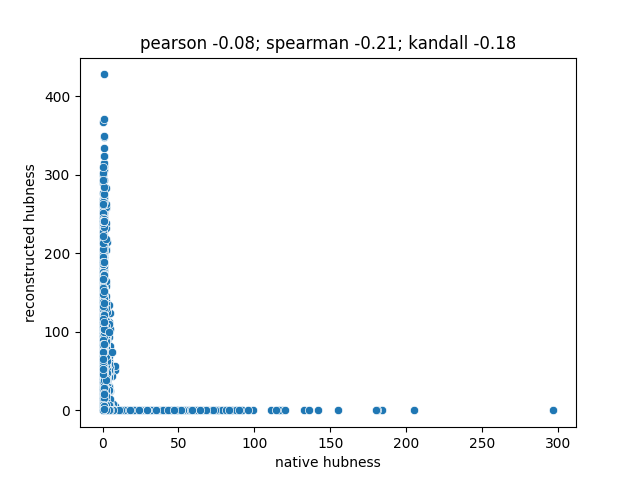 pearson -0.08; spearman -0.21; kandall -0.18
400
300
200
100
0
reconstructed hubness
0 50 100 150 200 250 300
native hubness